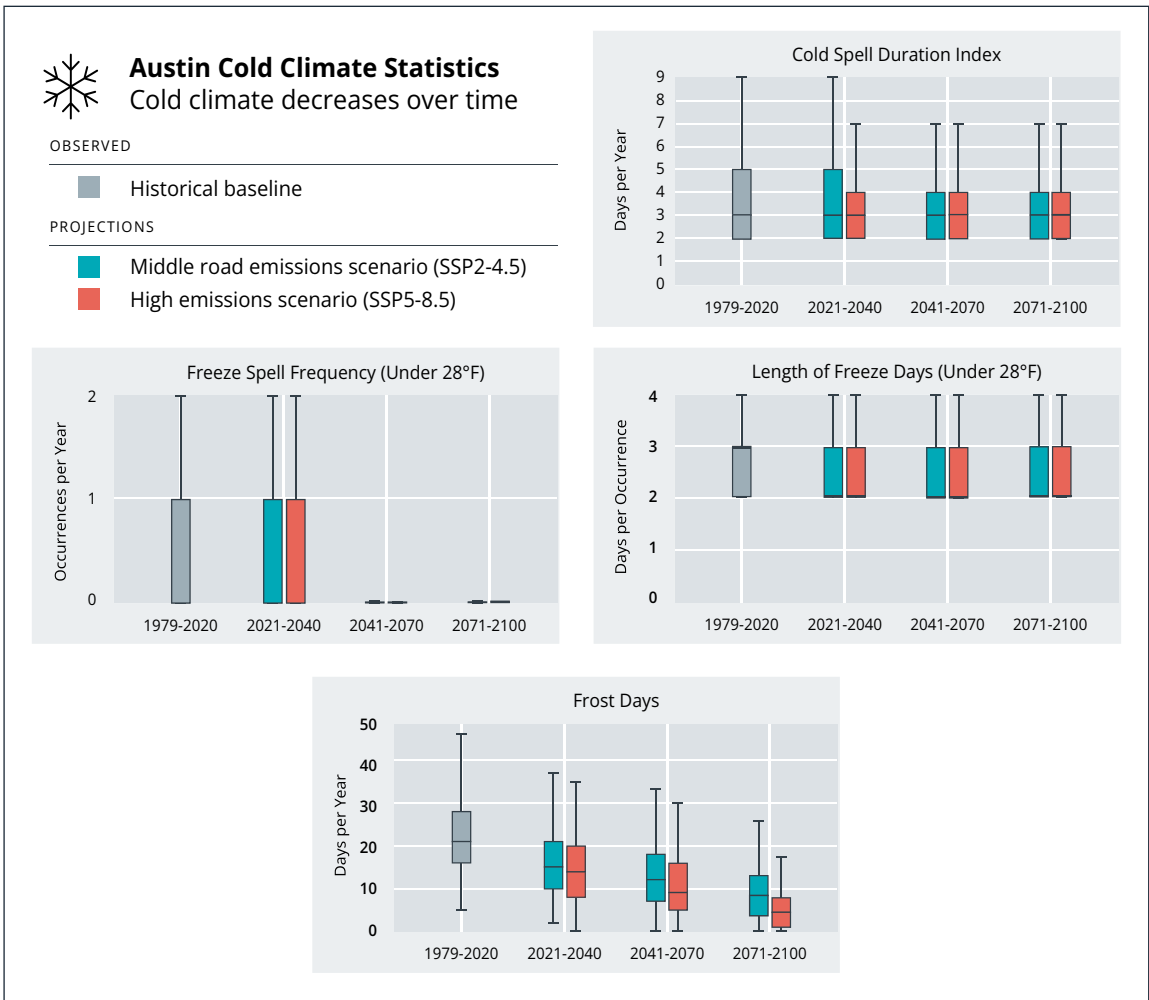 Austin Cold Climate Statistics
Cold climate decreases over time
OBSERVED
Historical baseline
PROJECTIONS
Middle road emissions scenario (SSP2-4.5)
High emissions scenario (SSP5-8.5)
Cold Spell Duration Index
Days per Year
9
8
7
6
5
4
3
2
1
0
1979-2020 2021-2040 2041-2070 2071-2100
Freeze Spell Frequency (Under 28°F)
Occurrences per Year
2
1
0
1979-2020 2021-2040 2041-2070 2071-2100
Length of Freeze Days (Under 28°F)
Days per Occurrence
4
3
2
1
0
1979-2020 2021-2040 2041-2070 2071-2100
Frost Days
Days per Year
50
40
30
20
10
0
1979-2020 2021-2040 2041-2070 2071-2100